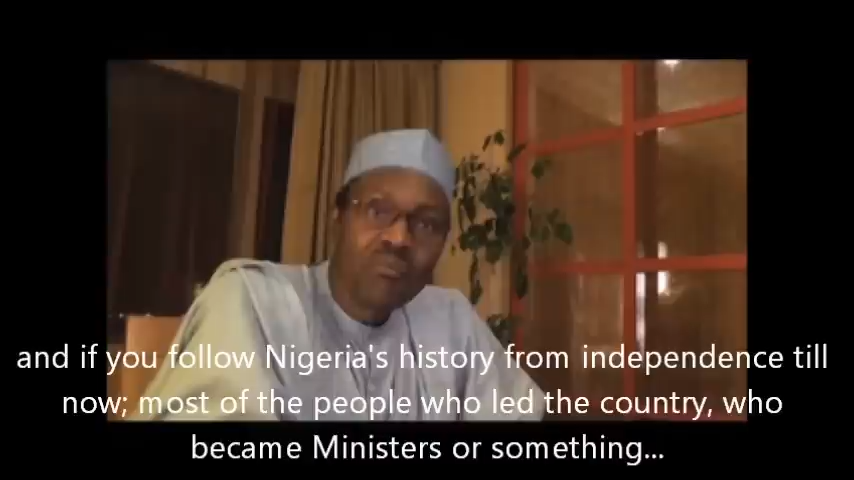 and if you follow Nigeria's history from independence till
now; most of the people who led the country, who
became Ministers or something...